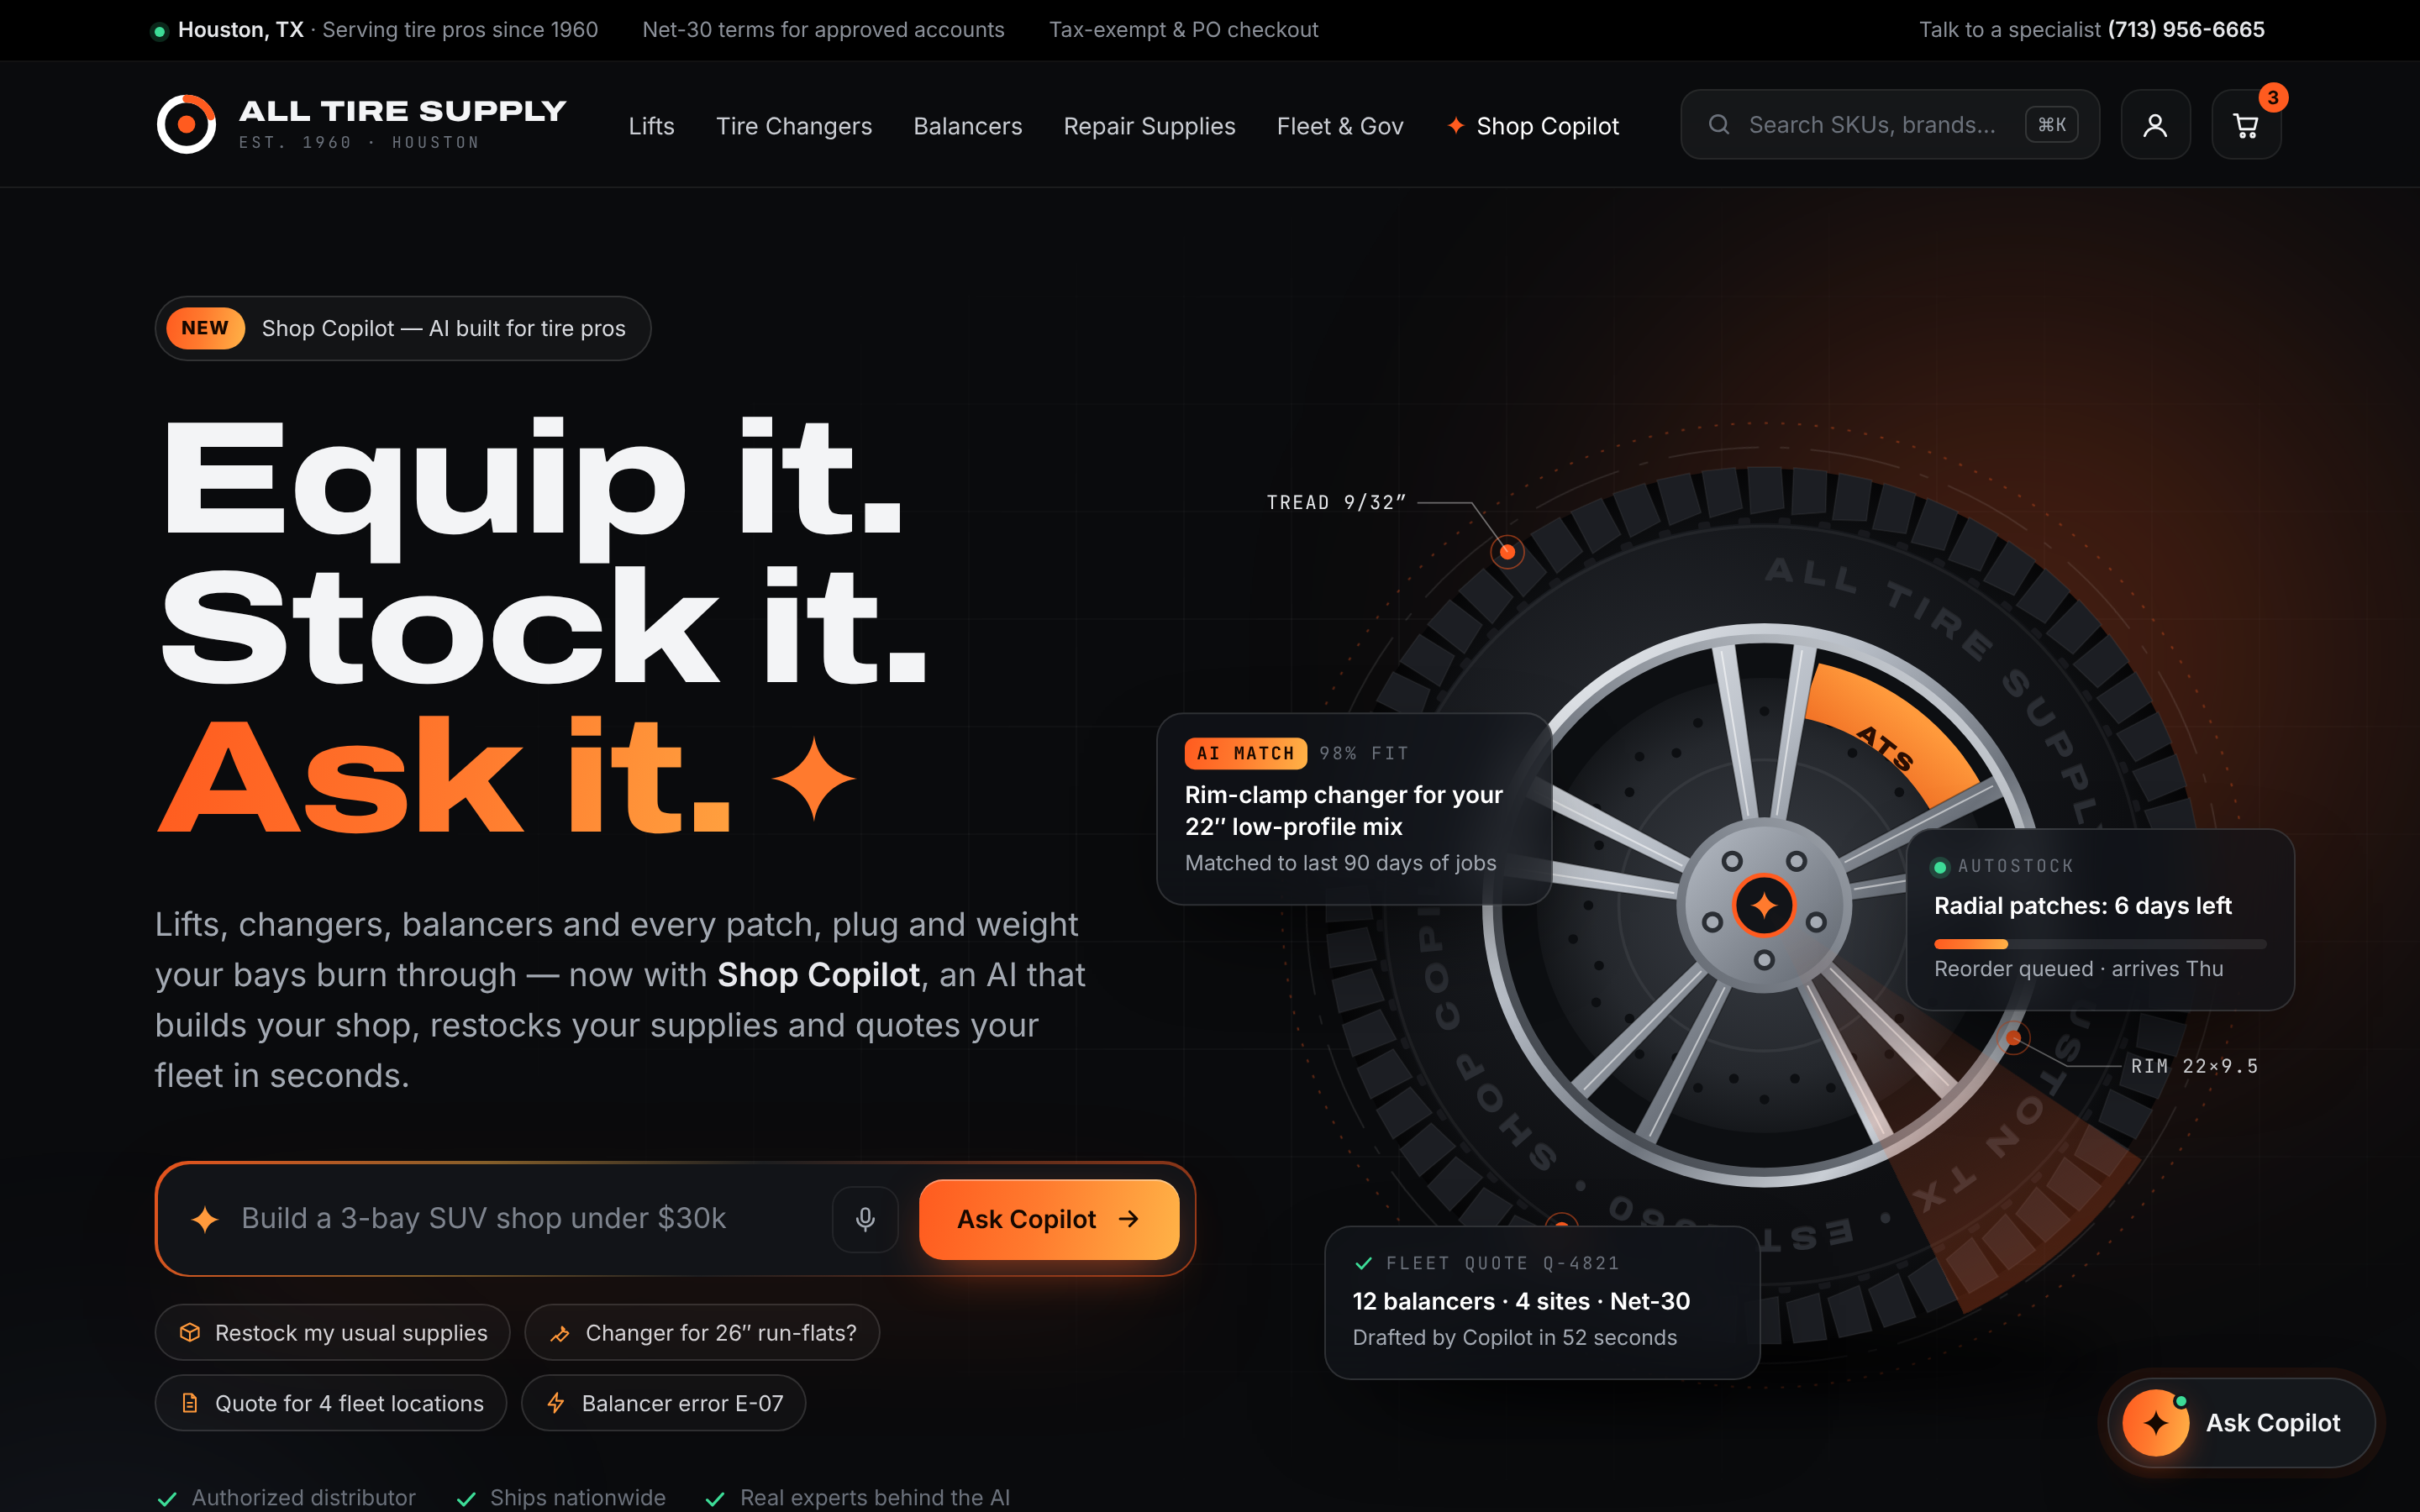 Houston, TX · Serving tire pros since 1960
Net-30 terms for approved accounts
Tax-exempt & PO checkout
Talk to a specialist (713) 956-6665
ALL TIRE SUPPLY
EST. 1960 · HOUSTON
Lifts
Tire Changers
Balancers
Repair Supplies
Fleet & Gov
Shop Copilot
Search SKUs, brands...
⌘K
3
NEW
Shop Copilot — AI built for tire pros
Equip it.
Stock it.
Ask it.
Lifts, changers, balancers and every patch, plug and weight
your bays burn through — now with Shop Copilot, an AI that
builds your shop, restocks your supplies and quotes your
fleet in seconds.
Build a 3-bay SUV shop under $30k
Ask Copilot
Restock my usual supplies
Changer for 26″ run-flats?
Quote for 4 fleet locations
Balancer error E-07
Authorized distributor
Ships nationwide
Real experts behind the AI
TREAD 9/32″
ALL TIRE SUPPLY
TON TX • EST
SHOP
ATS
AI MATCH
98% FIT
Rim-clamp changer for your
22″ low-profile mix
Matched to last 90 days of jobs
AUTOSTOCK
Radial patches: 6 days left
Reorder queued · arrives Thu
RIM 22×9.5
FLEET QUOTE Q-4821
12 balancers · 4 sites · Net-30
Drafted by Copilot in 52 seconds
Ask Copilot